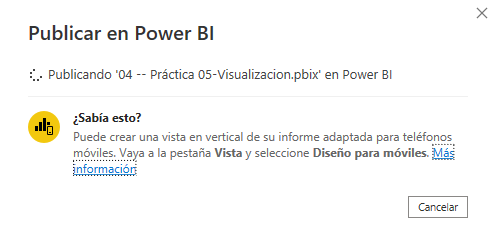 Publicar en Power BI
Publicando '04 -- Práctica 05-Visualizacion.pbix' en Power BI
¿Sabía esto?
Puede crear una vista en vertical de su informe adaptada para teléfonos
móviles. Vaya a la pestaña Vista y seleccione Diseño para móviles. Más
información
Cancelar